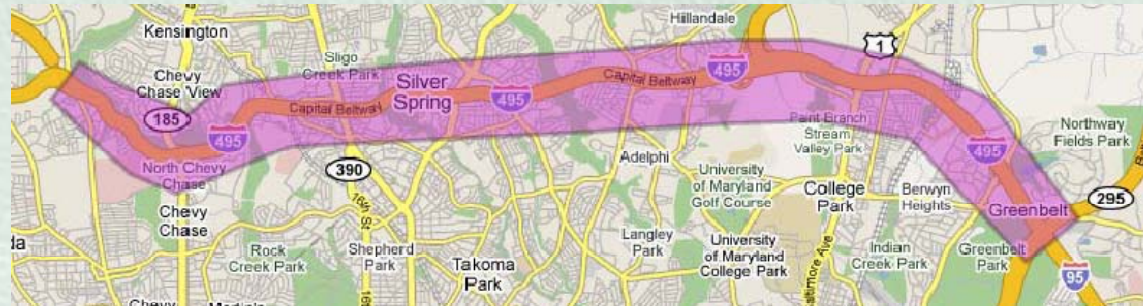 Hillandale
Kensington
1
Sligo
Creek Park
Chevy
Chase View
Silver
Spring
495
Capital Beltway
495
Capital Beltway
185
495
Paint Branch
Stream
Valley Park
495
Northway
Fields Park
North Chevy
Chase
390
Adelphi
University
of Maryland
Golf Course
College
Park
Berwyn
Heights
295
Greenbelt
Chevy
Chase
16th St
Rock
Creek Park
Shepherd
Park
Langley
Park
University
of Maryland
College Park
Indian
Creek Park
Greenbelt
Park
Takoma
Park
95